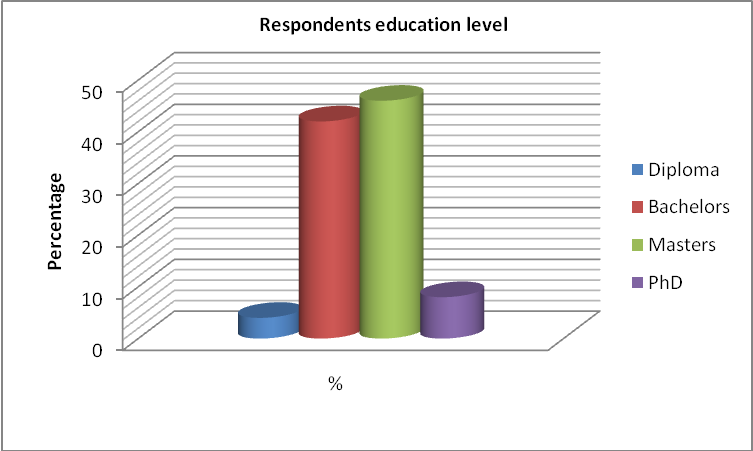 Respondents education level
50
40
30
20
10
0
Percentage
%
Diploma
Bachelors
Masters
PhD